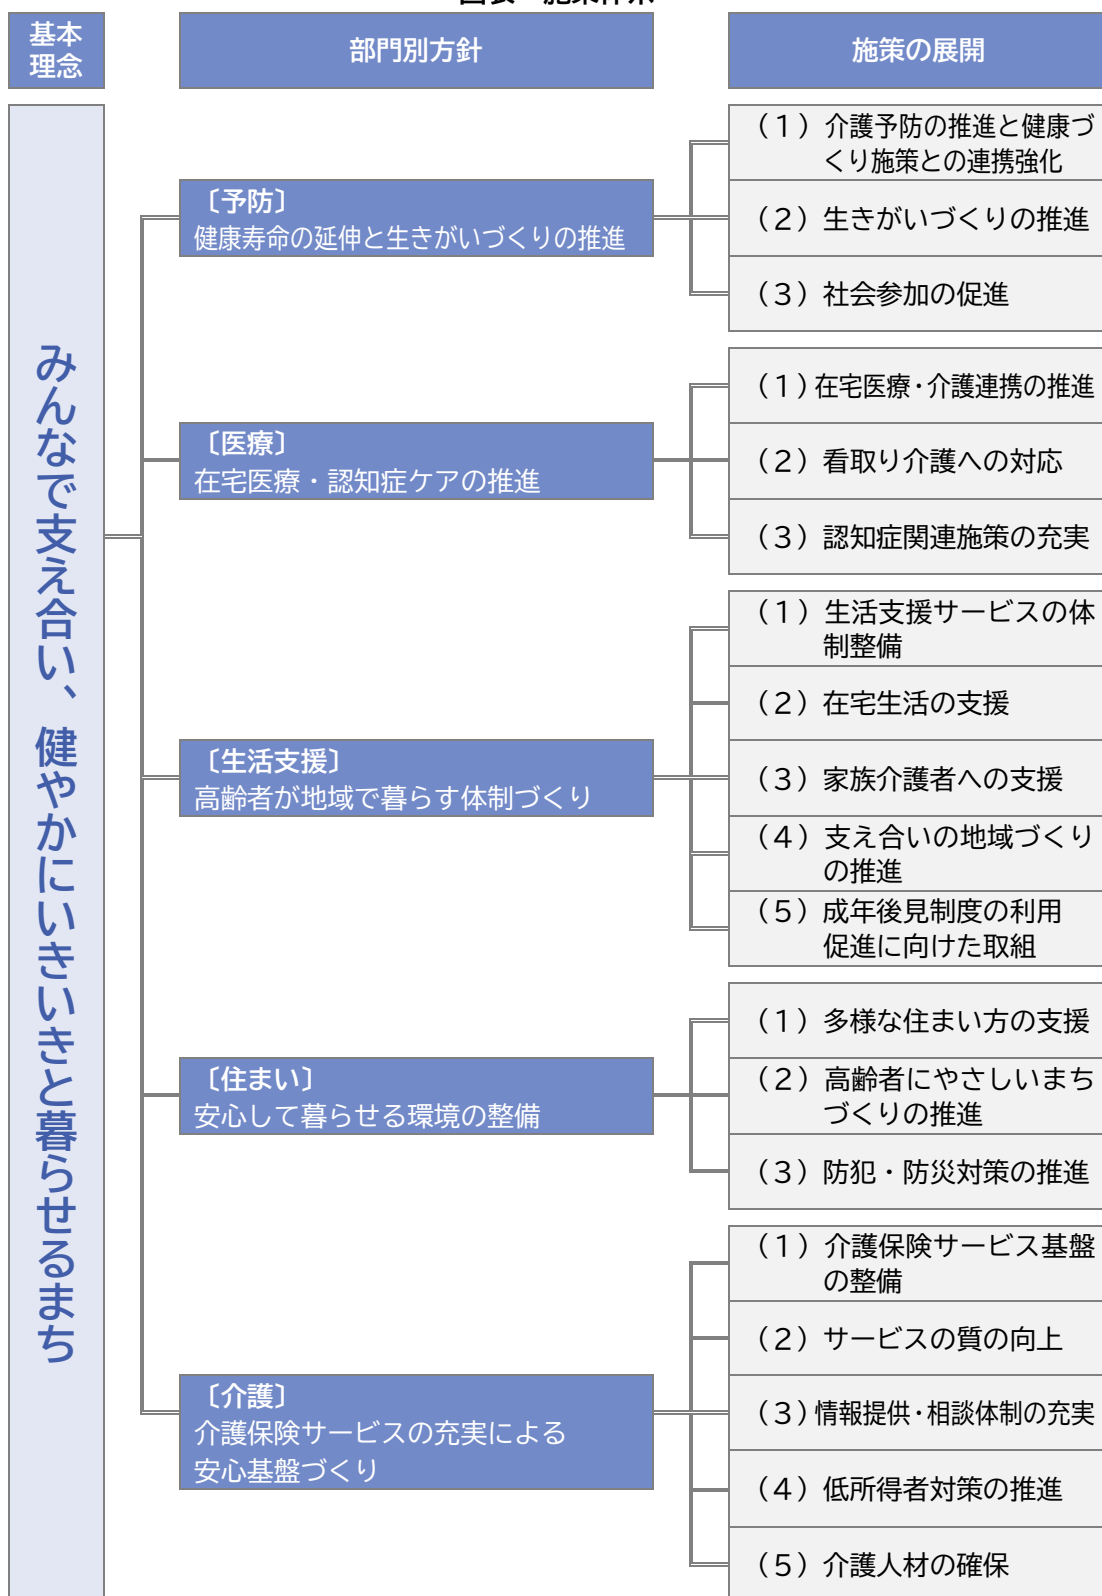 基本
理念
部門別方針
施策の展開
みんなで支え合い、健やかにいきいきと暮らせるまち
〔予防〕
健康寿命の延伸と生きがいづくりの推進
（1）介護予防の推進と健康づ
くり施策との連携強化
（2）生きがいづくりの推進
（3）社会参加の促進
〔医療〕
在宅医療・認知症ケアの推進
（1）在宅医療・介護連携の推進
（2）看取り介護への対応
（3）認知症関連施策の充実
〔生活支援〕
高齢者が地域で暮らす体制づくり
（1）生活支援サービスの体
制整備
（2）在宅生活の支援
（3）家族介護者への支援
（4）支え合いの地域づくり
の推進
（5）成年後見制度の利用
促進に向けた取組
〔住まい〕
安心して暮らせる環境の整備
（1）多様な住まい方の支援
（2）高齢者にやさしいまち
づくりの推進
（3）防犯・防災対策の推進
〔介護〕
介護保険サービスの充実による
安心基盤づくり
（1）介護保険サービス基盤
の整備
（2）サービスの質の向上
（3）情報提供・相談体制の充実
（4）低所得者対策の推進
（5）介護人材の確保